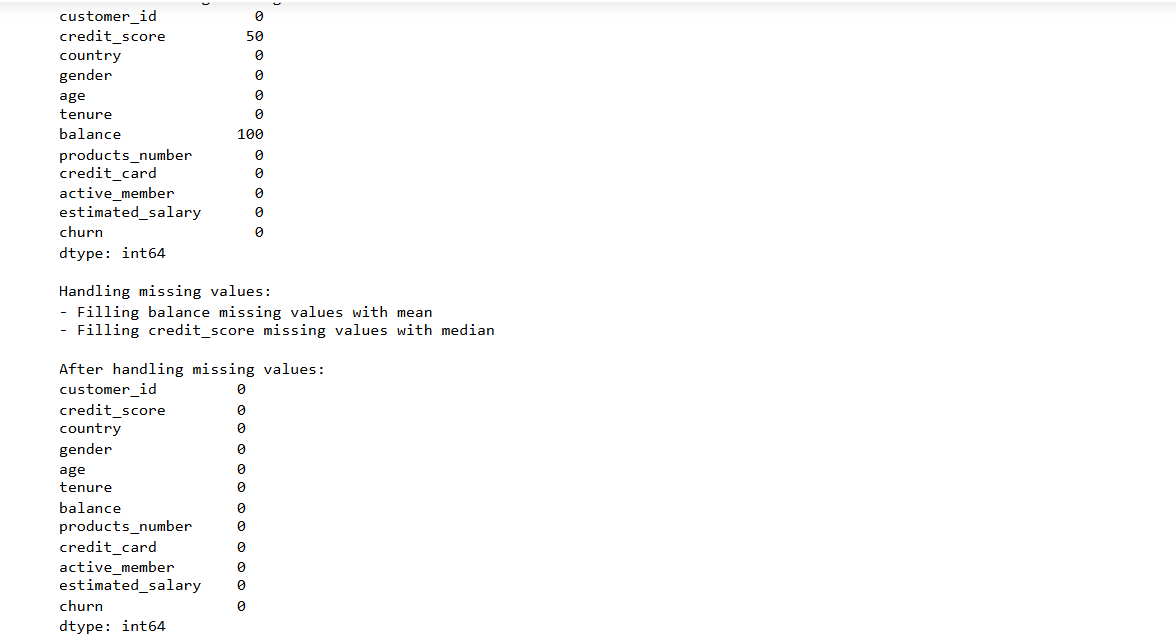 customer_id           0
credit_score         50
country               0
gender                0
age                   0
tenure                0
balance             100
products_number       0
credit_card           0
active_member         0
estimated_salary      0
churn                 0
dtype: int64

Handling missing values:
- Filling balance missing values with mean
- Filling credit_score missing values with median

After handling missing values:
customer_id         0
credit_score        0
country             0
gender              0
age                 0
tenure              0
balance             0
products_number     0
credit_card         0
active_member       0
estimated_salary    0
churn               0
dtype: int64